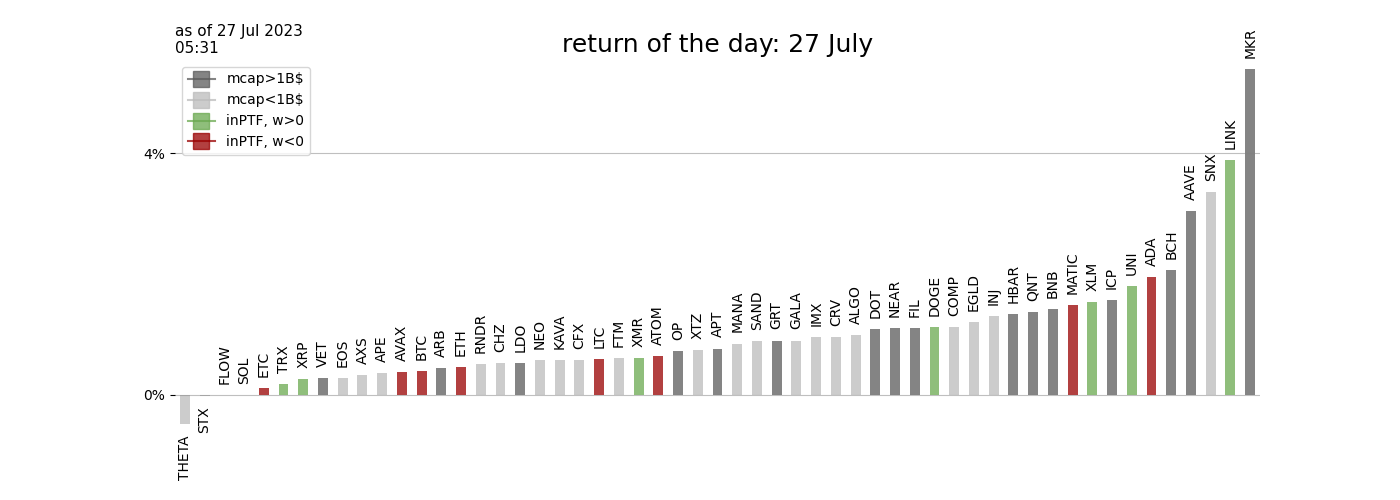 as of 27 Jul 2023
05:31
return of the day: 27 July
mcap>1B$
mcap<1B$
inPTF, w>0
inPTF, w<0
4%
0%
THETA
STX
FLOW
SOL
ETC
TRX
XRP
VET
EOS
AXS
APE
AVAX
BTC
ARB
ETH
RNDR
CHZ
LDO
NEO
KAVA
CFX
LTC
FTM
XMR
ATOM
OP
XTZ
APT
MANA
SAND
GRT
GALA
IMX
CRV
ALGO
DOT
NEAR
FIL
DOGE
COMP
EGLD
INJ
HBAR
QNT
BNB
MATIC
XLM
ICP
UNI
ADA
BCH
AAVE
SNX
LINK
MKR